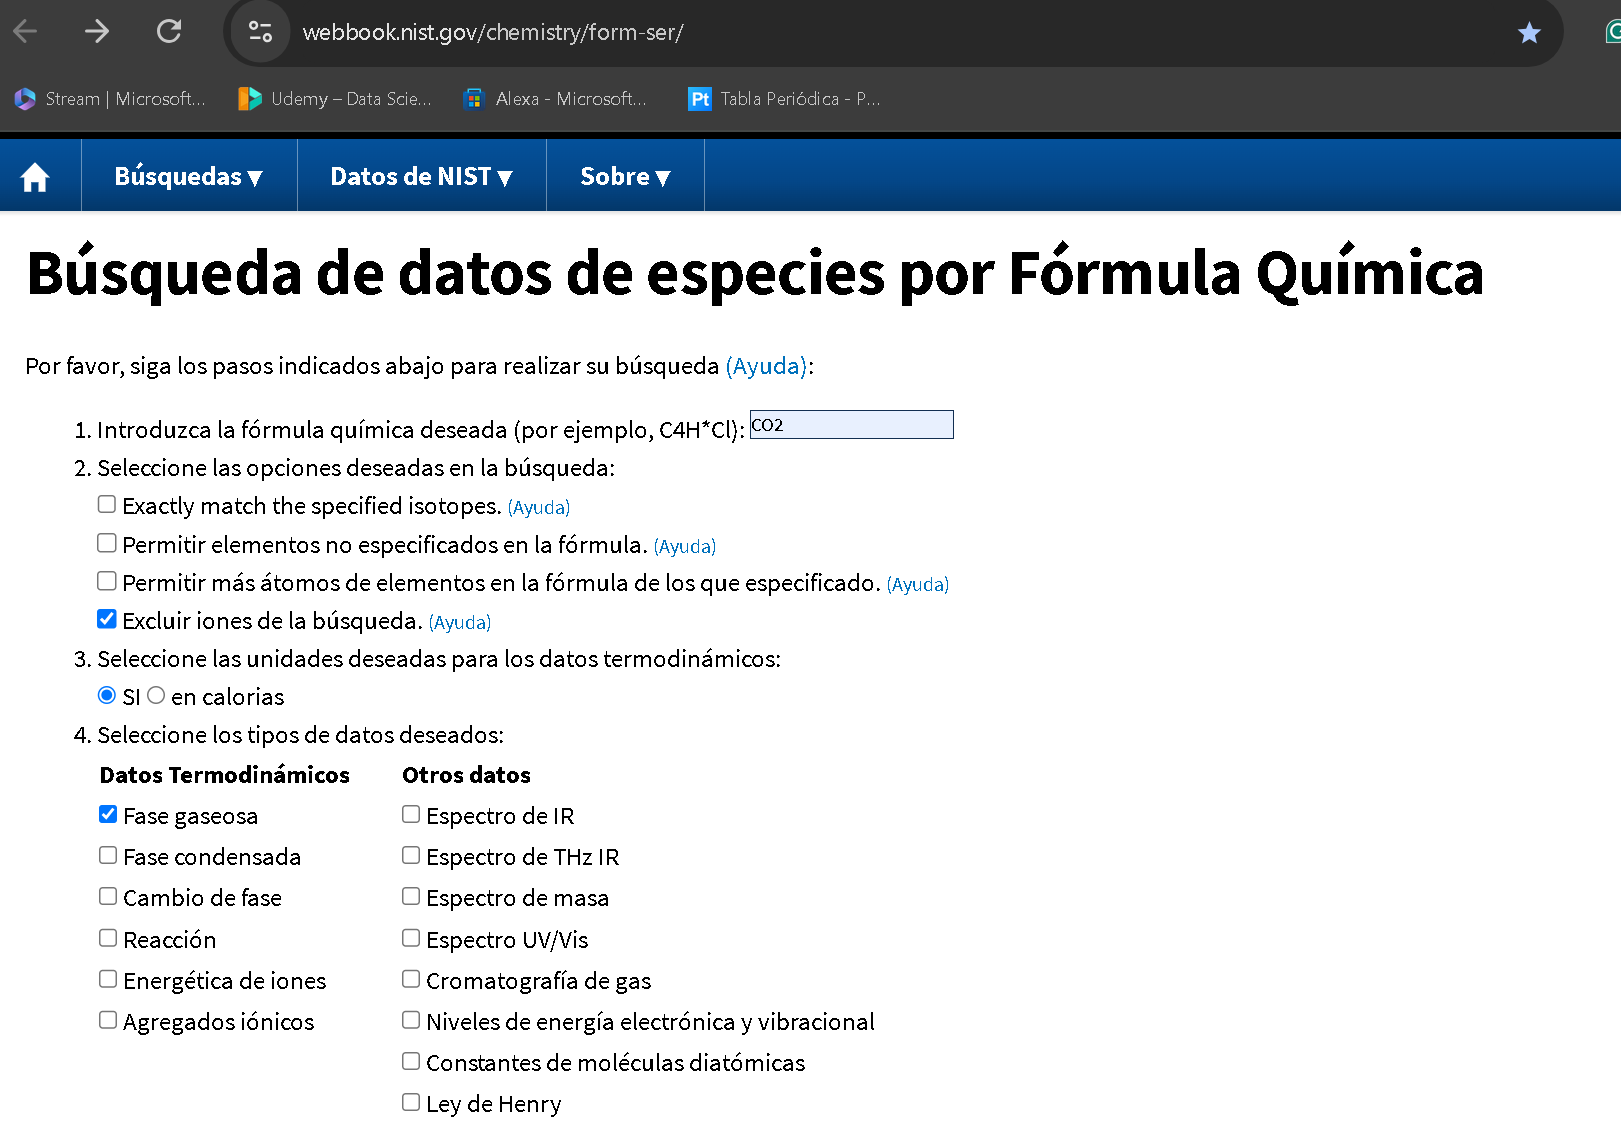 webbook.nist.gov/chemistry/form-ser/
Stream | Microsoft... Udemy – Data Scie... Alexa - Microsoft... Pt Tabla Periódica - P...
Búsquedas ▼ Datos de NIST ▼ Sobre ▼
Búsqueda de datos de especies por Fórmula Química
Por favor, siga los pasos indicados abajo para realizar su búsqueda (Ayuda):
1. Introduzca la fórmula química deseada (por ejemplo, C4H*Cl): CO2
2. Seleccione las opciones deseadas en la búsqueda:
Exactly match the specified isotopes. (Ayuda)
Permitir elementos no especificados en la fórmula. (Ayuda)
Permitir más átomos de elementos en la fórmula de los que especificado. (Ayuda)
Excluir iones de la búsqueda. (Ayuda)
3. Seleccione las unidades deseadas para los datos termodinámicos:
SI en calorias
4. Seleccione los tipos de datos deseados:
Datos Termodinámicos Otros datos
Fase gaseosa Espectro de IR
Fase condensada Espectro de THz IR
Cambio de fase Espectro de masa
Reacción Espectro UV/Vis
Energética de iones Cromatografía de gas
Agregados iónicos Niveles de energía electrónica y vibracional
Constantes de moléculas diatómicas
Ley de Henry